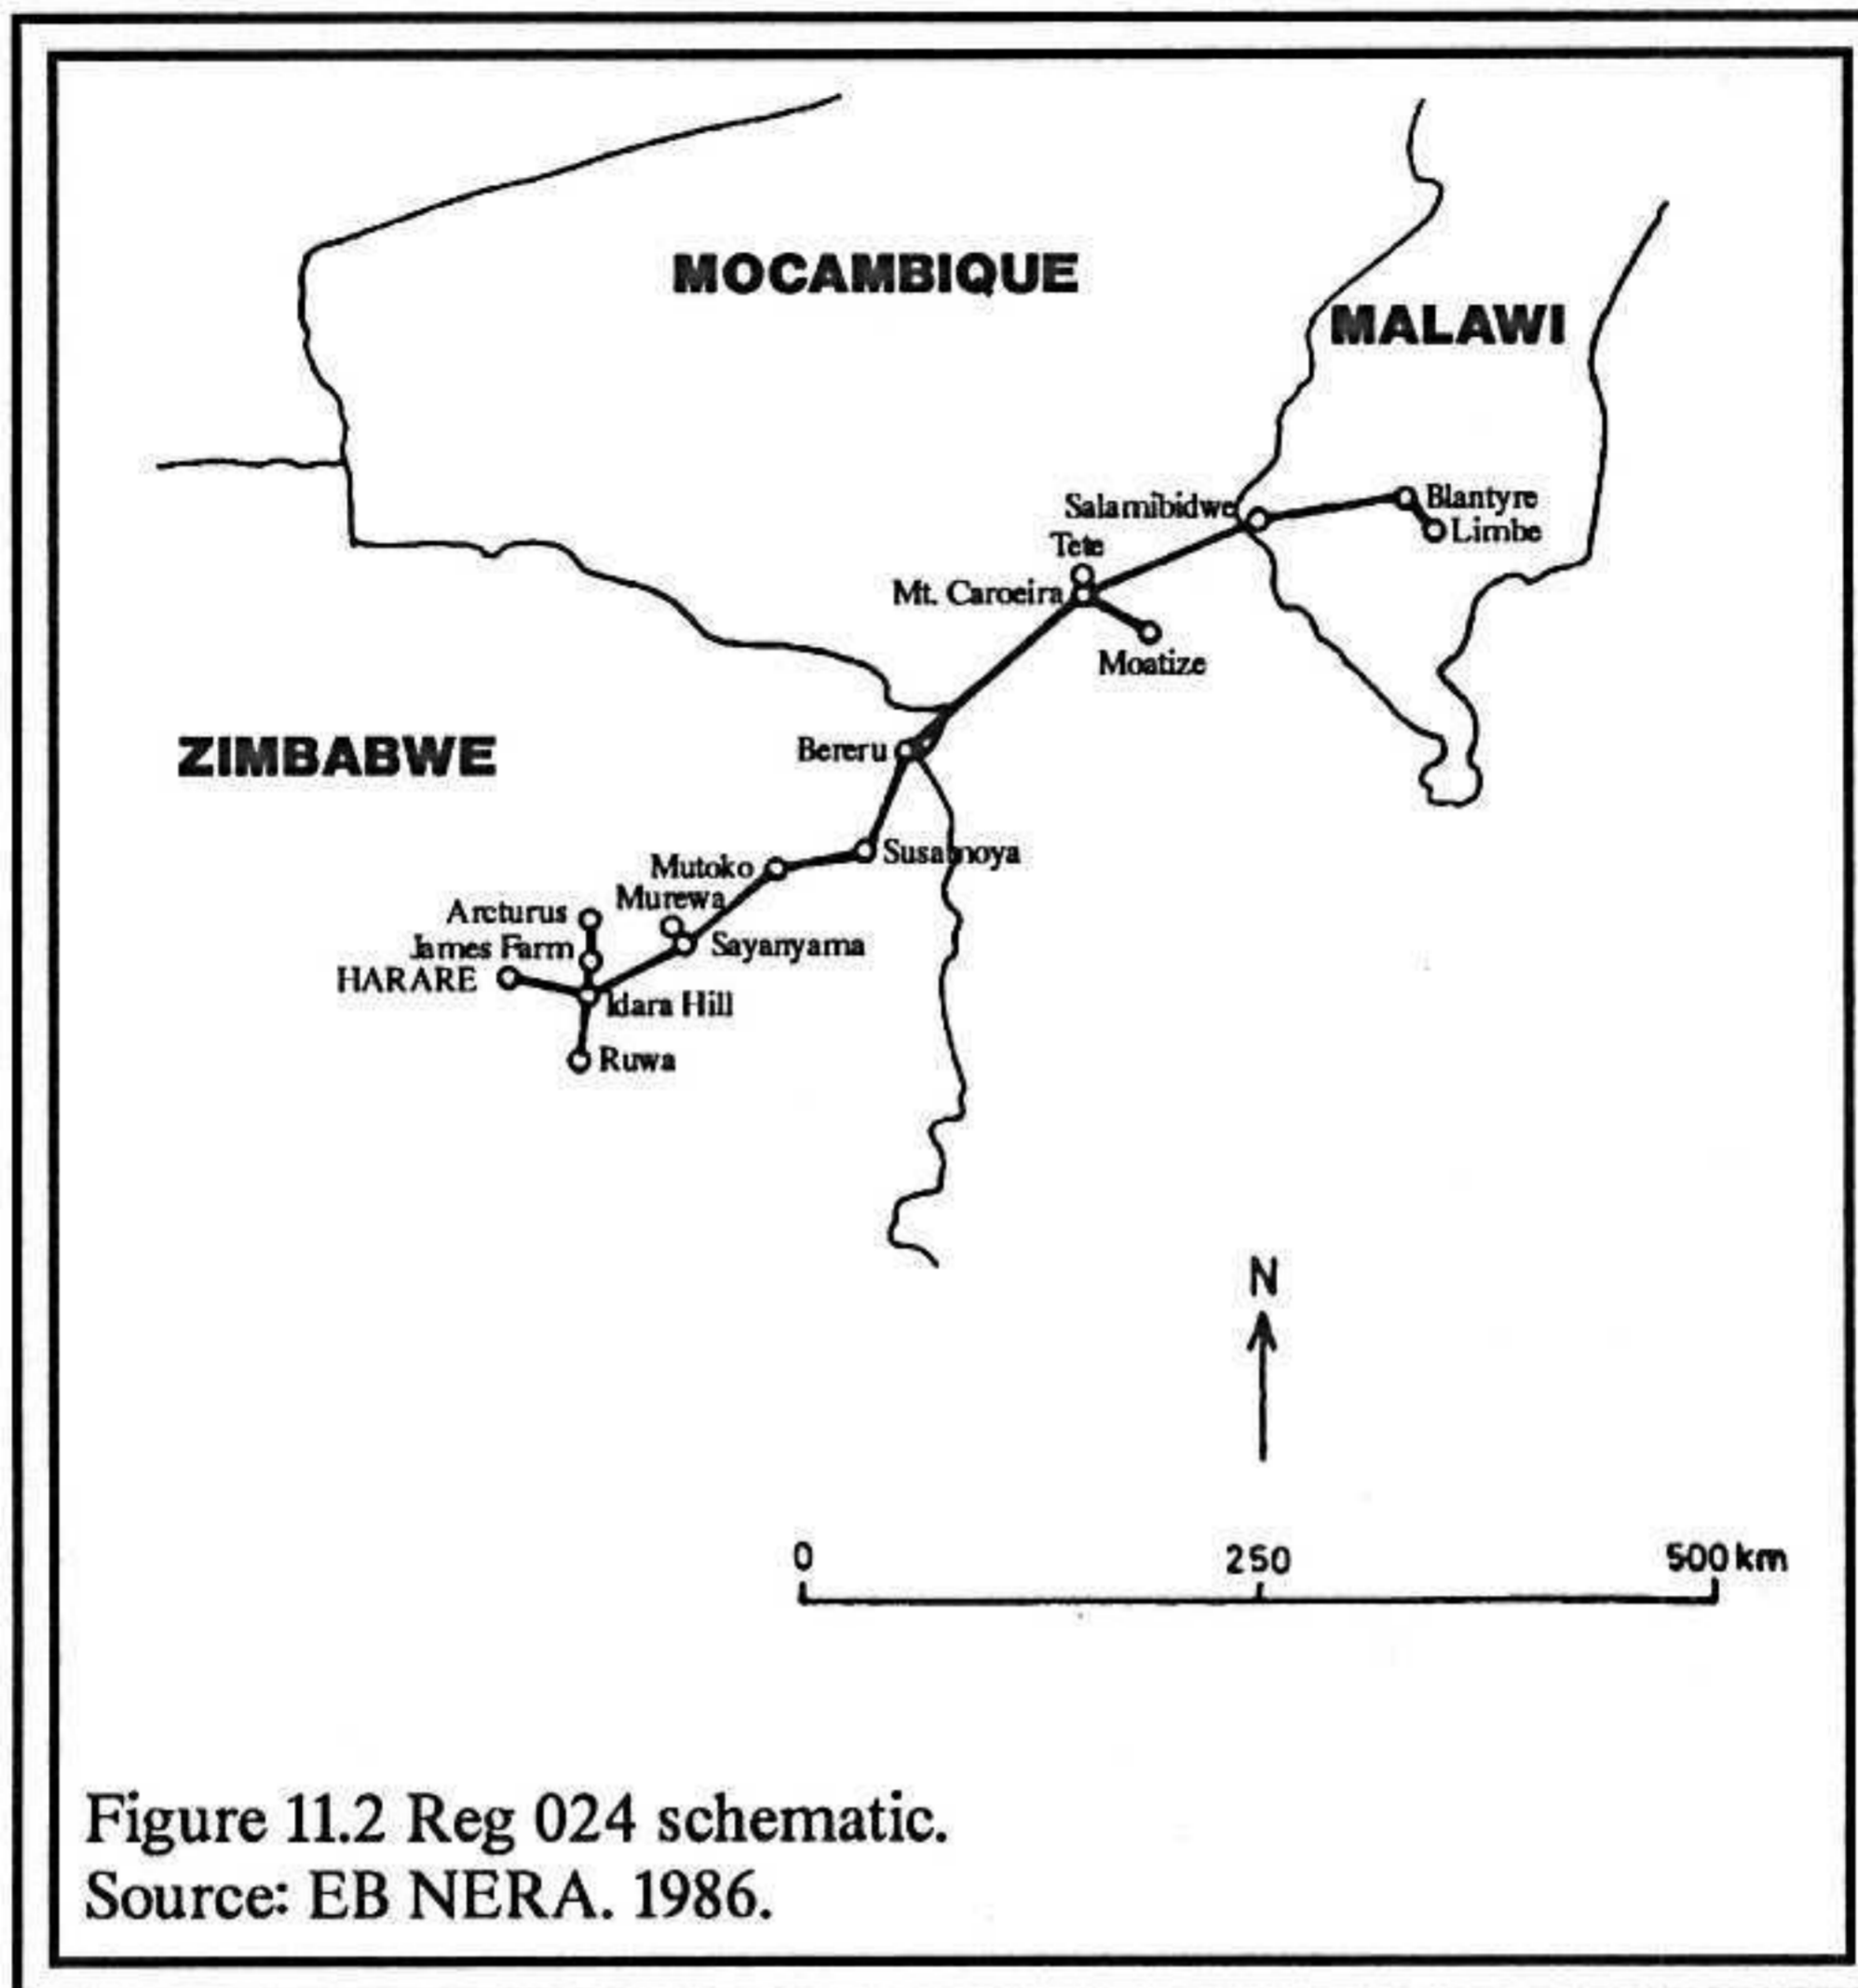 MOCAMBIQUE
MALAWI
Salamibidwe
Blantyre
Limbe
Tete
Mt. Caroeira
Moatize
ZIMBABWE
Bereru
Susamoya
Mutoko
Murewa
Arcturus
James Farm
Sayanyama
HARARE
Idara Hill
Ruwa
N
0 250 500 km
Figure 11.2 Reg 024 schematic.
Source: EB NERA. 1986.